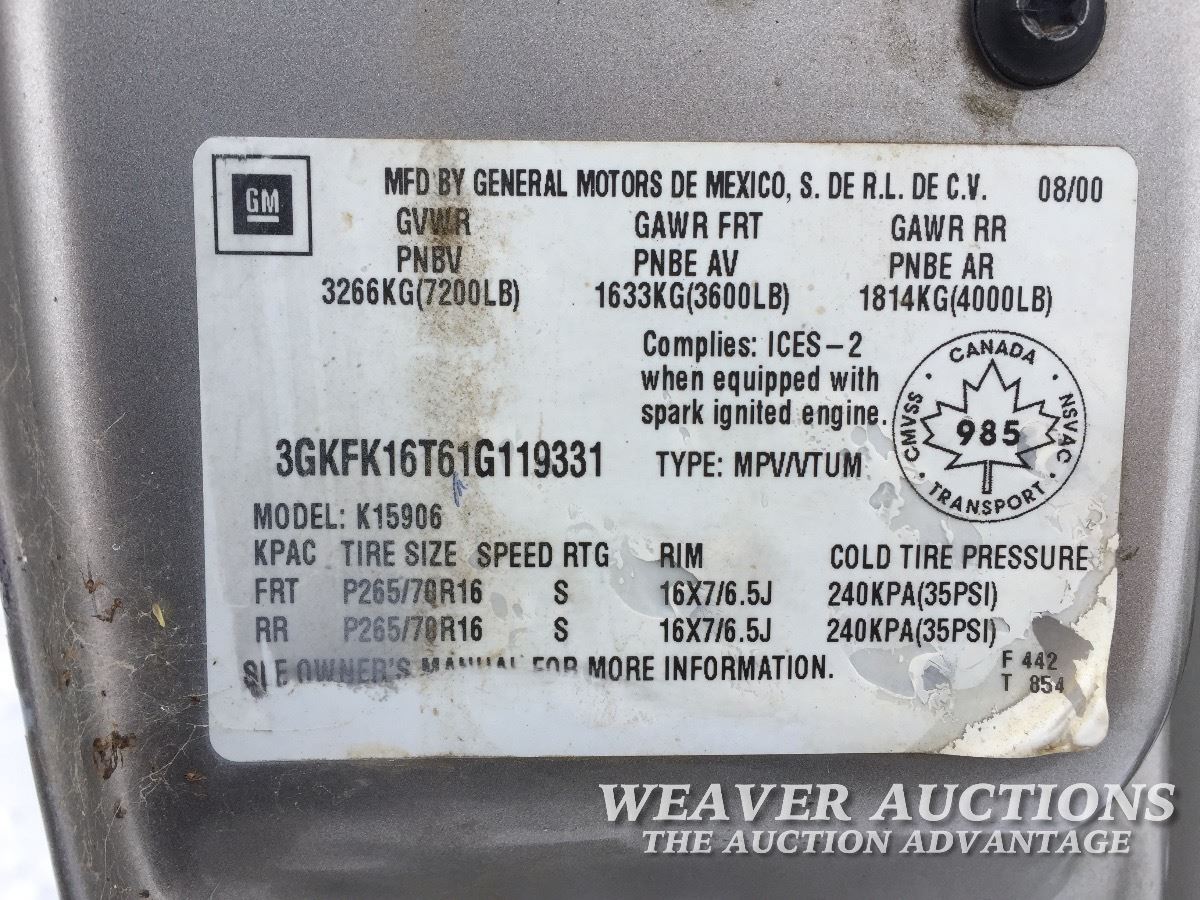 GM
MFD BY GENERAL MOTORS DE MEXICO, S. DE R.L. DE C.V. 08/00
GVWR GAWR FRT GAWR RR
PNBV PNBE AV PNBE AR
3266KG(7200LB) 1633KG(3600LB) 1814KG(4000LB)
Complies: ICES-2
when equipped with
spark ignited engine.
CANADA
CMVSS · NSVAC
985
TRANSPORT
3GKFK16T61G119331 TYPE: MPV/VTUM
MODEL: K15906
KPAC TIRE SIZE SPEED RTG RIM COLD TIRE PRESSURE
FRT P265/70R16 S 16X7/6.5J 240KPA(35PSI)
RR P265/70R16 S 16X7/6.5J 240KPA(35PSI)
SEE OWNER'S MANUAL FOR MORE INFORMATION.
F 442
T 854
WEAVER AUCTIONS
THE AUCTION ADVANTAGE